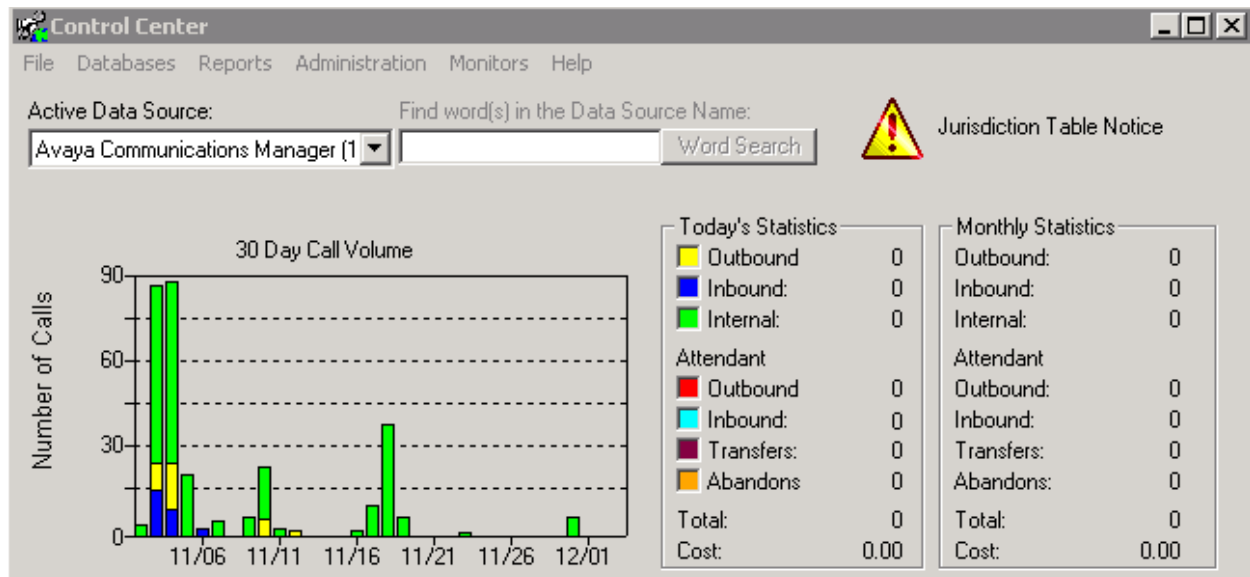 Control Center
File Databases Reports Administration Monitors Help
Active Data Source:
Find word(s) in the Data Source Name:
Avaya Communications Manager (1
Word Search
Jurisdiction Table Notice
30 Day Call Volume
Number of Calls
90
60
30
0
11/06 11/11 11/16 11/21 11/26 12/01
Today's Statistics
Outbound 0
Inbound: 0
Internal: 0
Attendant
Outbound 0
Inbound: 0
Transfers: 0
Abandons 0
Total: 0
Cost: 0.00
Monthly Statistics
Outbound: 0
Inbound: 0
Internal: 0
Attendant
Outbound: 0
Inbound: 0
Transfers: 0
Abandons: 0
Total: 0
Cost: 0.00